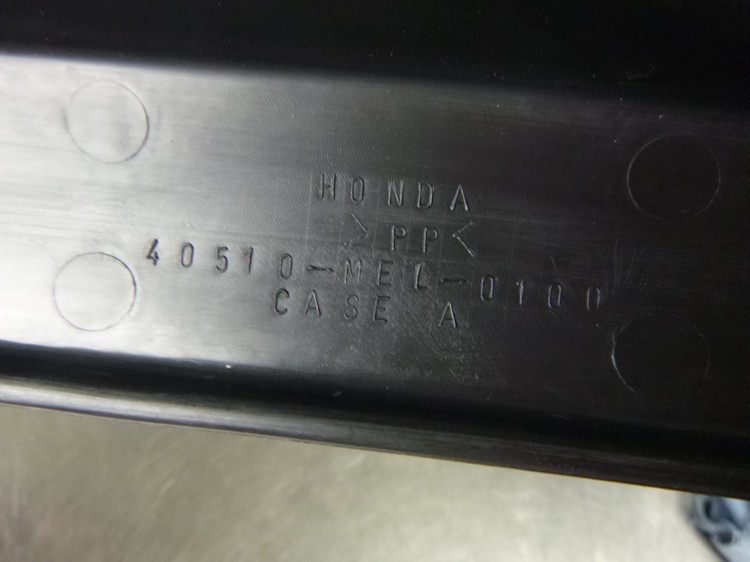 HONDA
>PP<
40510-MEL-0100
CASE A